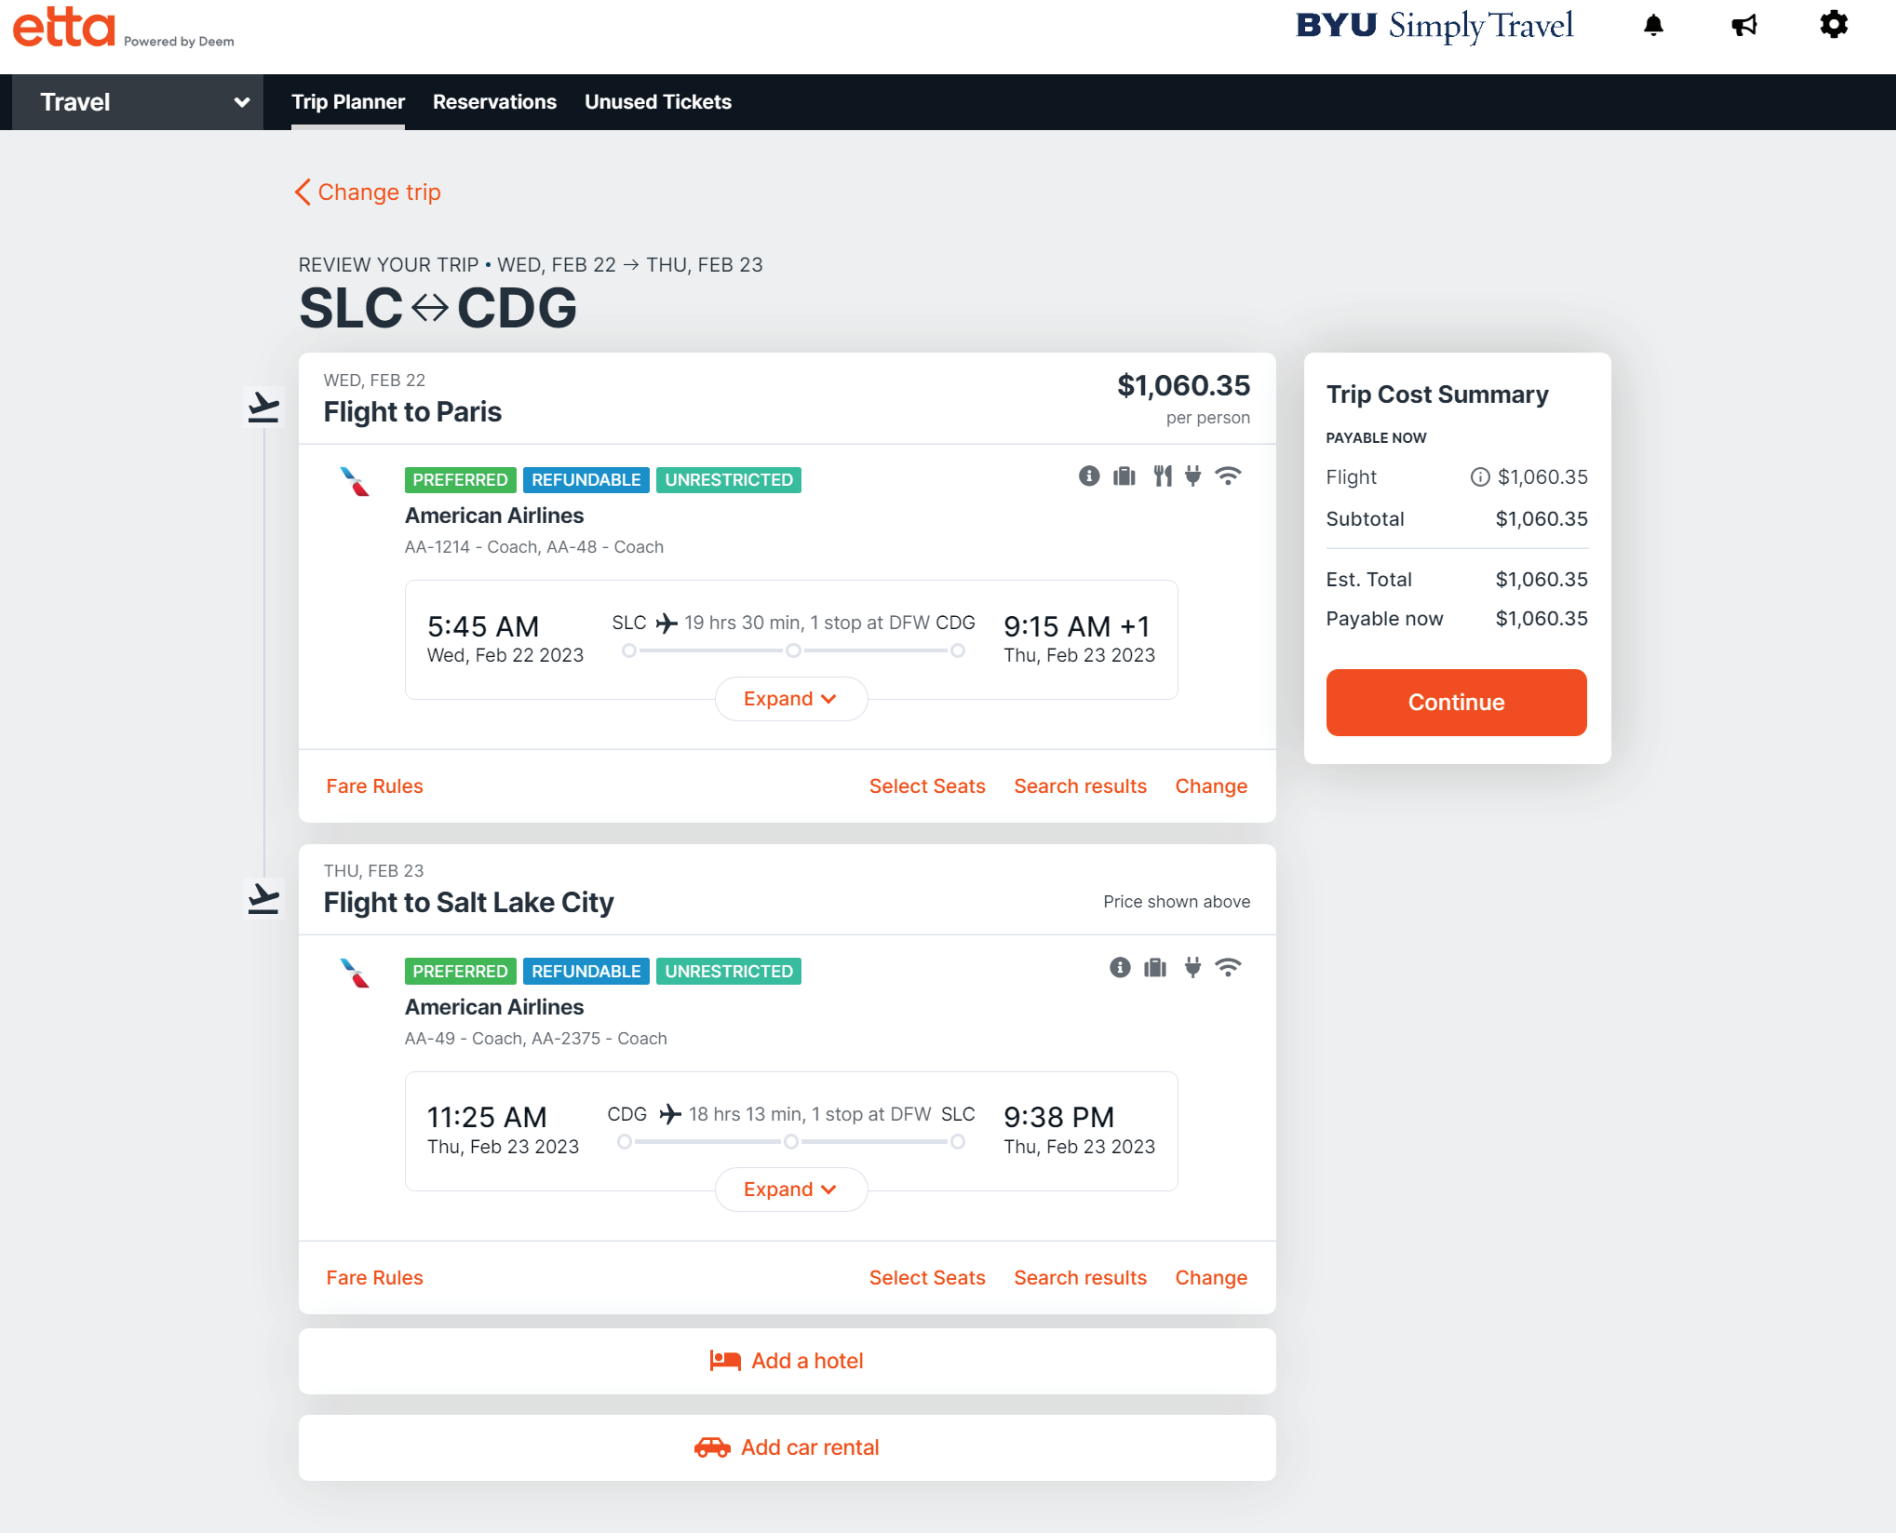 etta Powered by Deem
BYU Simply Travel
Travel
Trip Planner
Reservations
Unused Tickets
Change trip
REVIEW YOUR TRIP • WED, FEB 22 → THU, FEB 23
SLC ↔ CDG
WED, FEB 22
Flight to Paris
$1,060.35
per person
PREFERRED REFUNDABLE UNRESTRICTED
American Airlines
AA-1214 - Coach, AA-48 - Coach
5:45 AM
Wed, Feb 22 2023
SLC 19 hrs 30 min, 1 stop at DFW CDG
9:15 AM +1
Thu, Feb 23 2023
Expand
Fare Rules
Select Seats
Search results
Change
Trip Cost Summary
PAYABLE NOW
Flight $1,060.35
Subtotal $1,060.35
Est. Total $1,060.35
Payable now $1,060.35
Continue
THU, FEB 23
Flight to Salt Lake City
Price shown above
PREFERRED REFUNDABLE UNRESTRICTED
American Airlines
AA-49 - Coach, AA-2375 - Coach
11:25 AM
Thu, Feb 23 2023
CDG 18 hrs 13 min, 1 stop at DFW SLC
9:38 PM
Thu, Feb 23 2023
Expand
Fare Rules
Select Seats
Search results
Change
Add a hotel
Add car rental